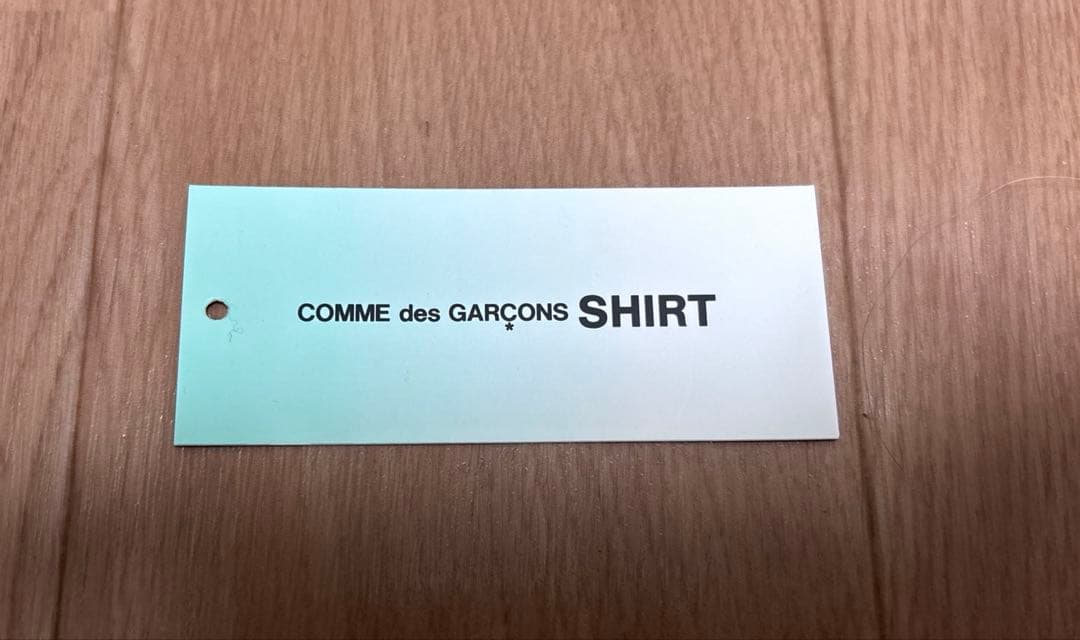 COMME des GARÇONS SHIRT
*